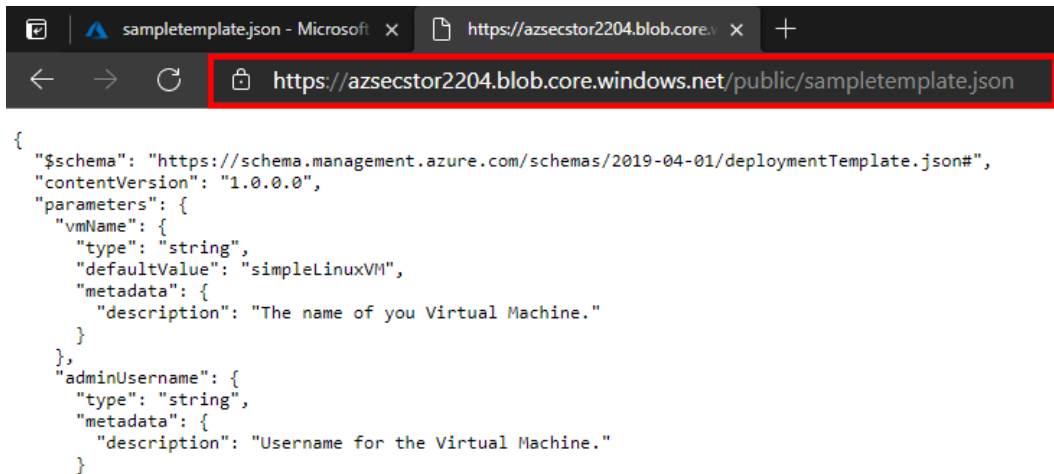 sampletemplate.json - Microsoft
https://azsecstor2204.blob.core.w
https://azsecstor2204.blob.core.windows.net/public/sampletemplate.json
{
"$schema": "https://schema.management.azure.com/schemas/2019-04-01/deploymentTemplate.json#",
"contentVersion": "1.0.0.0",
"parameters": {
"vmName": {
"type": "string",
"defaultValue": "simpleLinuxVM",
"metadata": {
"description": "The name of you Virtual Machine."
}
},
"adminUsername": {
"type": "string",
"metadata": {
"description": "Username for the Virtual Machine."
}